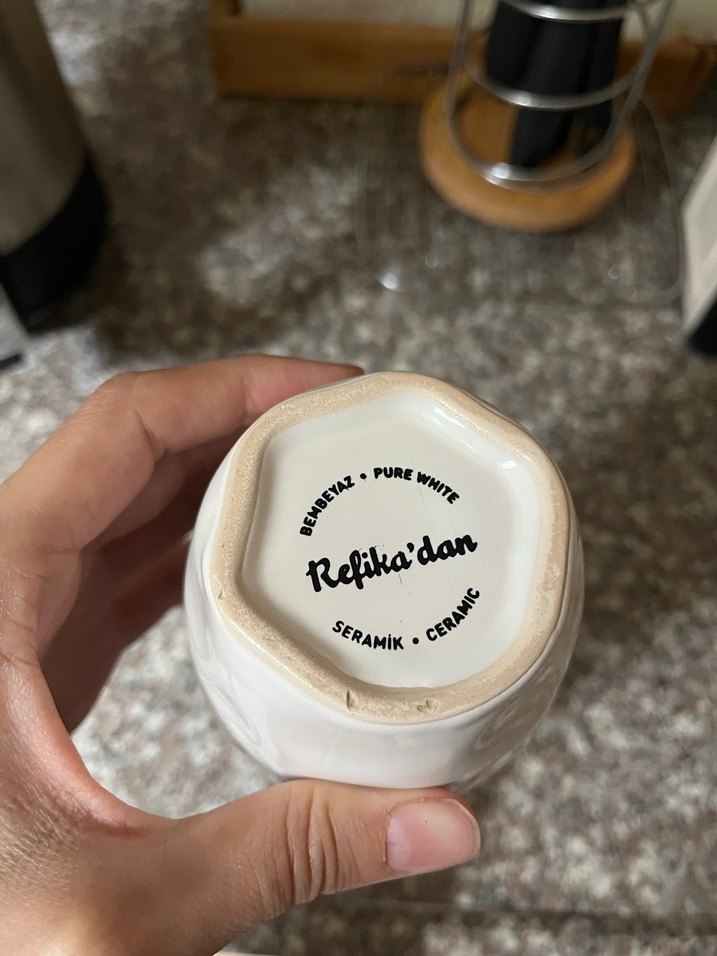 BEMBEYAZ • PURE WHITE
Refika'dan
SERAMİK • CERAMIC